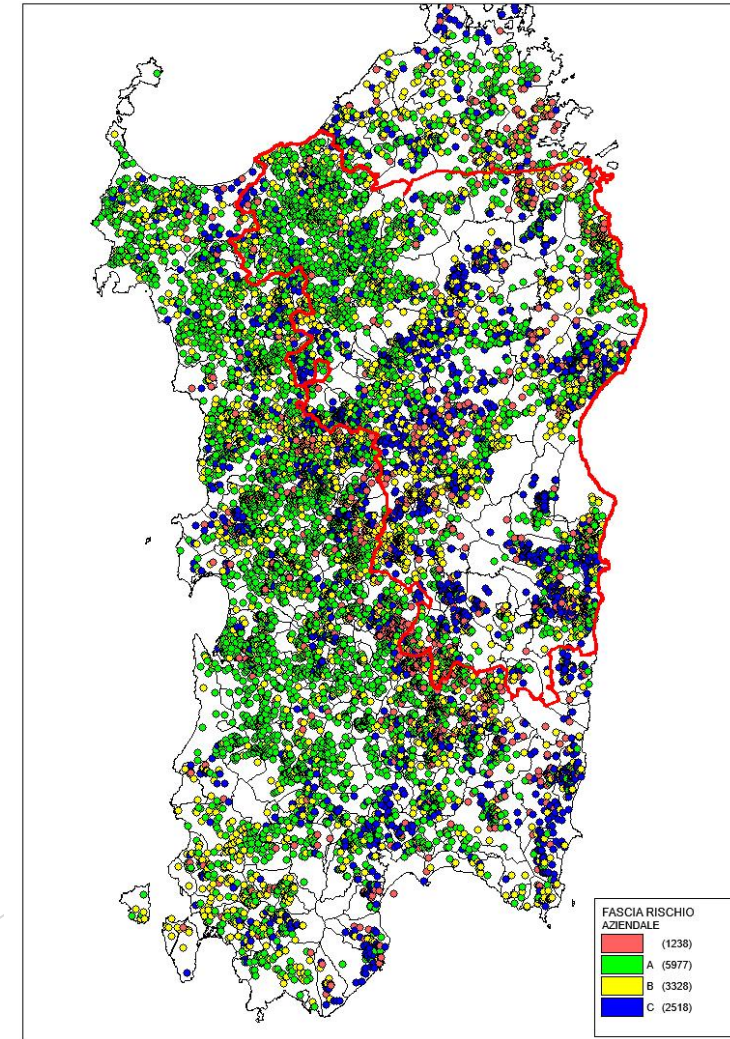 FASCIA RISCHIO
AZIENDALE
(1238)
A (5977)
B (3328)
C (2518)